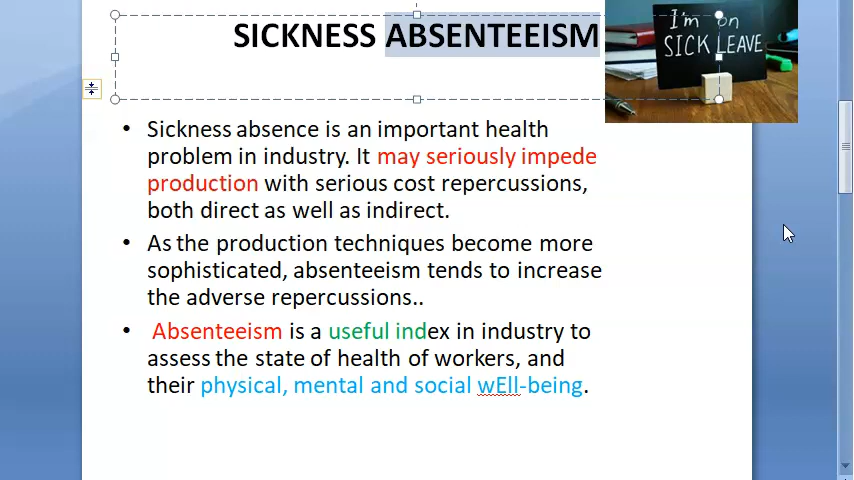 SICKNESS ABSENTEEISM
I'm on
SICK LEAVE
• Sickness absence is an important health
problem in industry. It may seriously impede
production with serious cost repercussions,
both direct as well as indirect.
• As the production techniques become more
sophisticated, absenteeism tends to increase
the adverse repercussions..
• Absenteeism is a useful index in industry to
assess the state of health of workers, and
their physical, mental and social wEll-being.